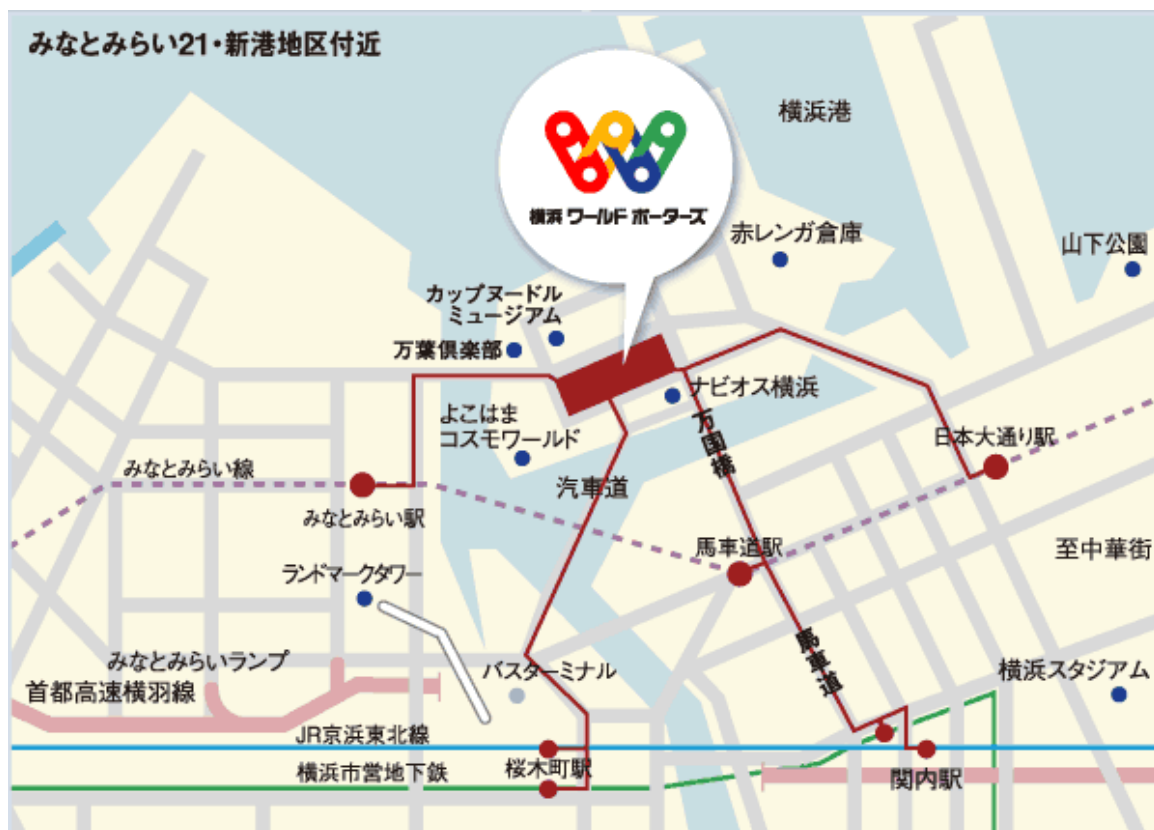 みなとみらい21・新港地区付近
横浜港
横浜 ワールド ポーターズ
赤レンガ倉庫
山下公園
カップヌードル
ミュージアム
万葉倶楽部
ナビオス横浜
よこはま
コスモワールド
万国橋
日本大通り駅
みなとみらい線
汽車道
みなとみらい駅
馬車道駅
至中華街
ランドマークタワー
馬車道
みなとみらいランプ
バスターミナル
横浜スタジアム
首都高速横羽線
JR京浜東北線
横浜市営地下鉄
桜木町駅
関内駅